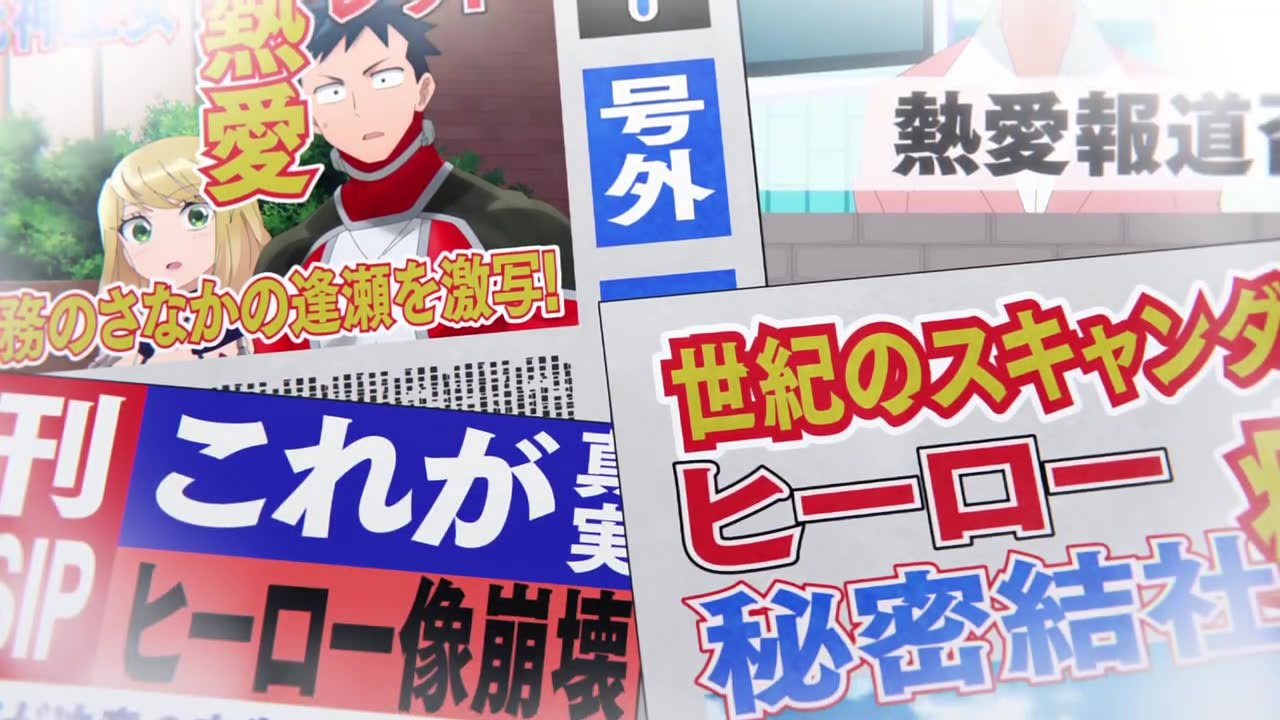 熱愛
務のさなかの逢瀬を激写!
号外
熱愛報道
世紀のスキャンダ
ヒーロー
秘密結社
刊
SIP
これが
真実
ヒーロー像崩壊